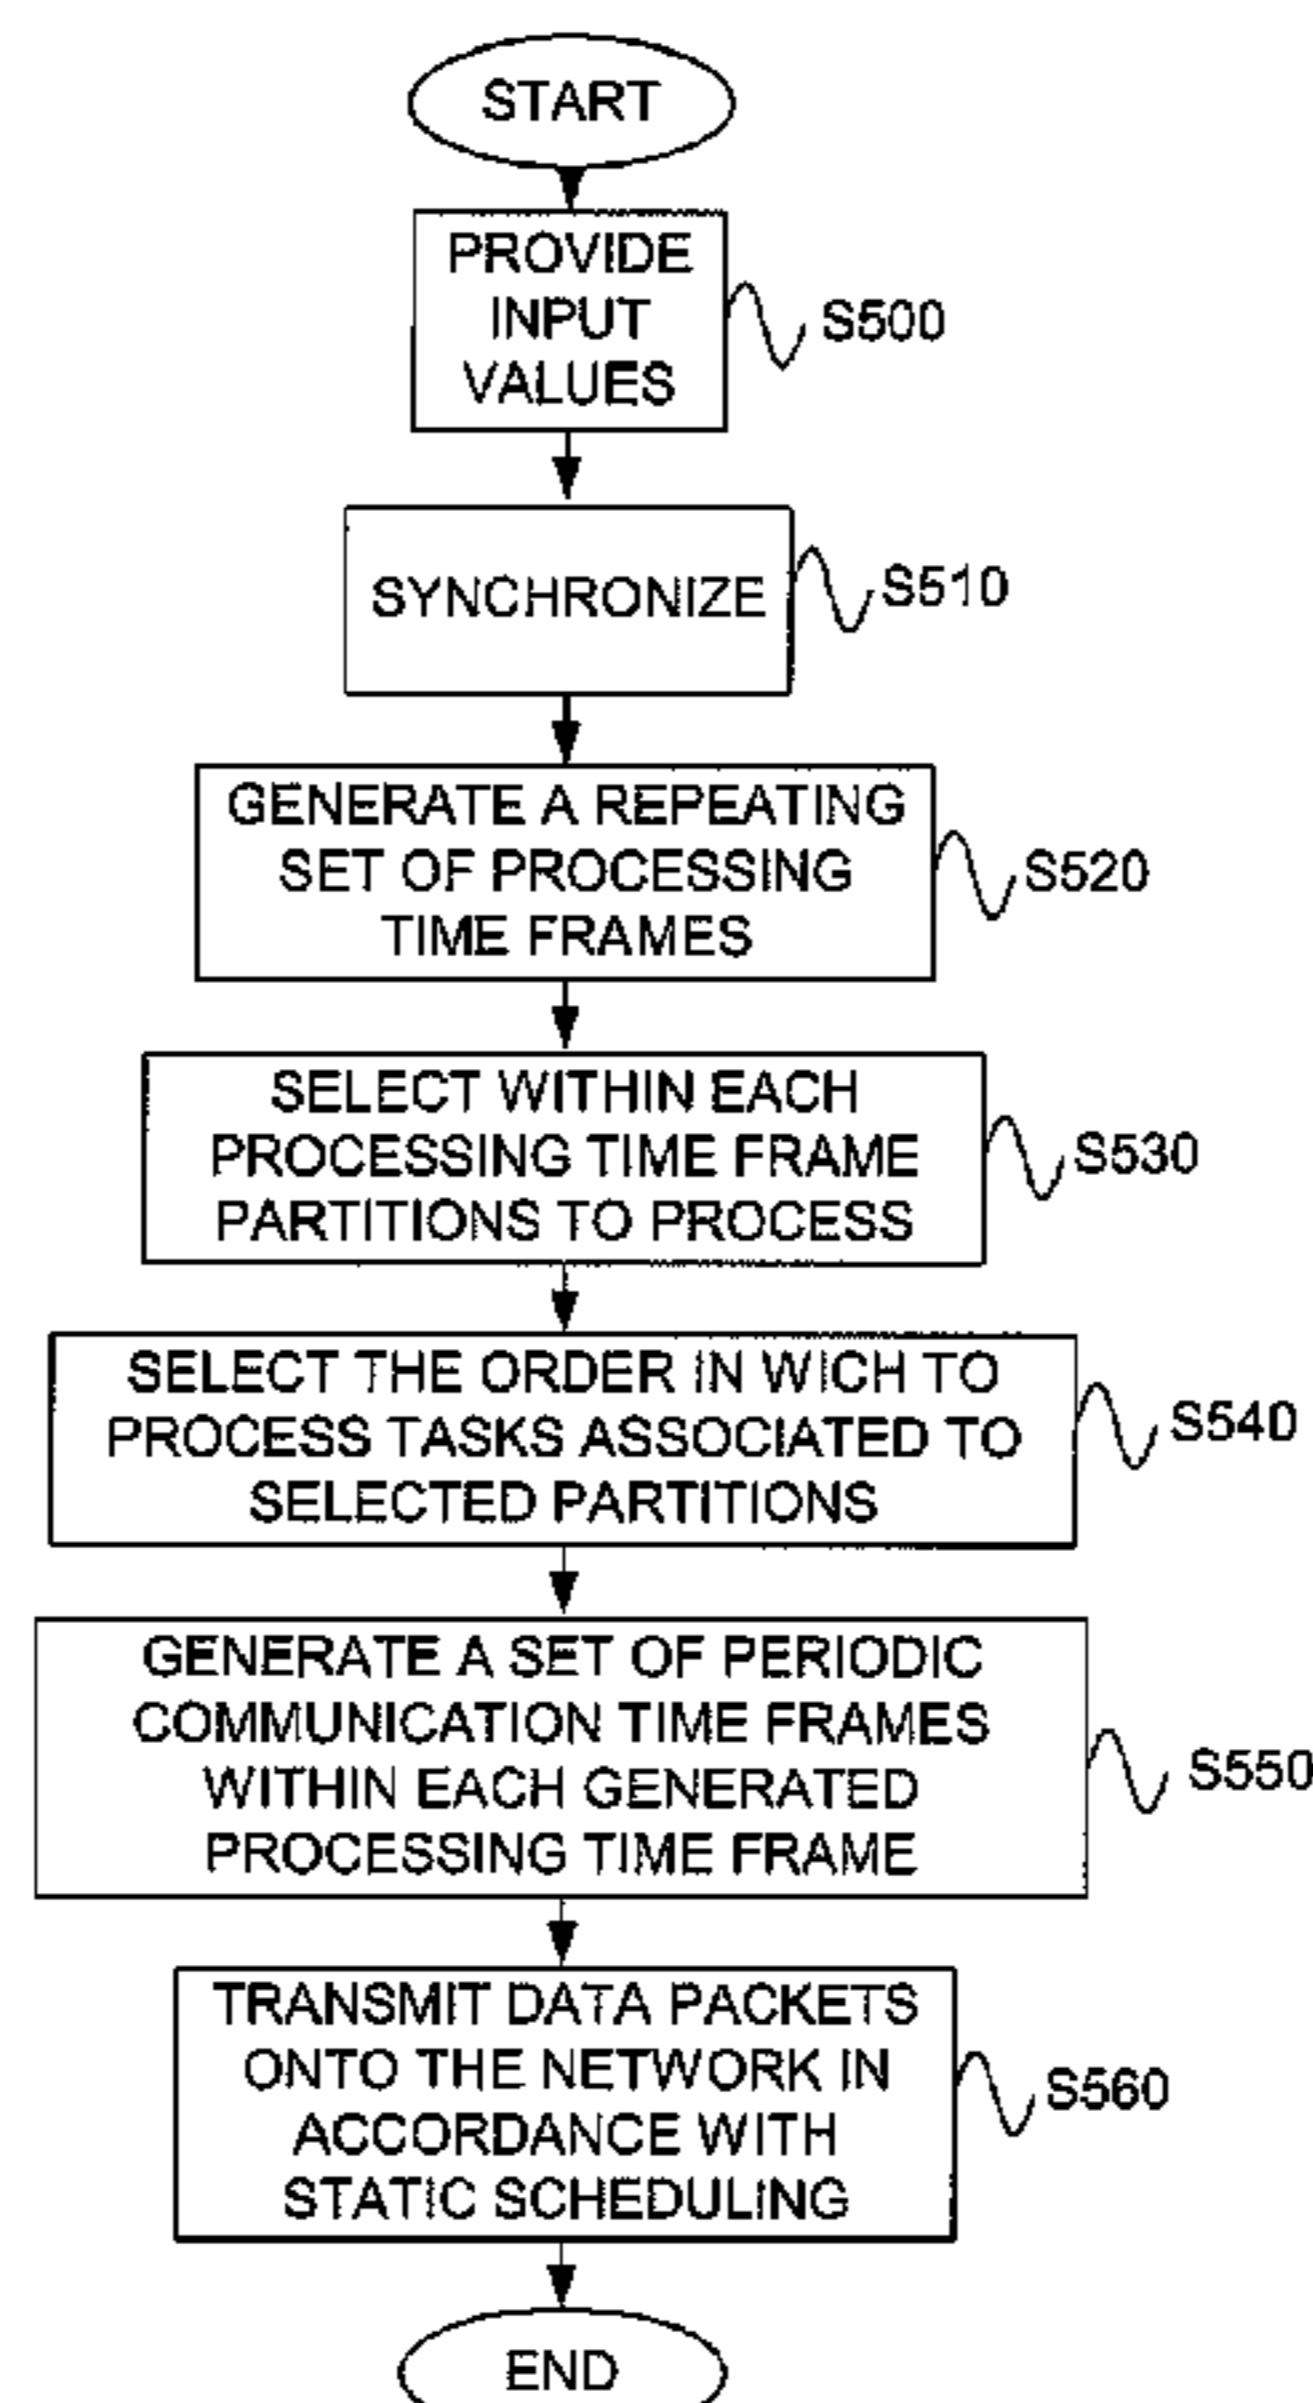 START
PROVIDE
INPUT
VALUES
S500
SYNCHRONIZE
S510
GENERATE A REPEATING
SET OF PROCESSING
TIME FRAMES
S520
SELECT WITHIN EACH
PROCESSING TIME FRAME
PARTITIONS TO PROCESS
S530
SELECT THE ORDER IN WICH TO
PROCESS TASKS ASSOCIATED TO
SELECTED PARTITIONS
S540
GENERATE A SET OF PERIODIC
COMMUNICATION TIME FRAMES
WITHIN EACH GENERATED
PROCESSING TIME FRAME
S550
TRANSMIT DATA PACKETS
ONTO THE NETWORK IN
ACCORDANCE WITH
STATIC SCHEDULING
S560
END